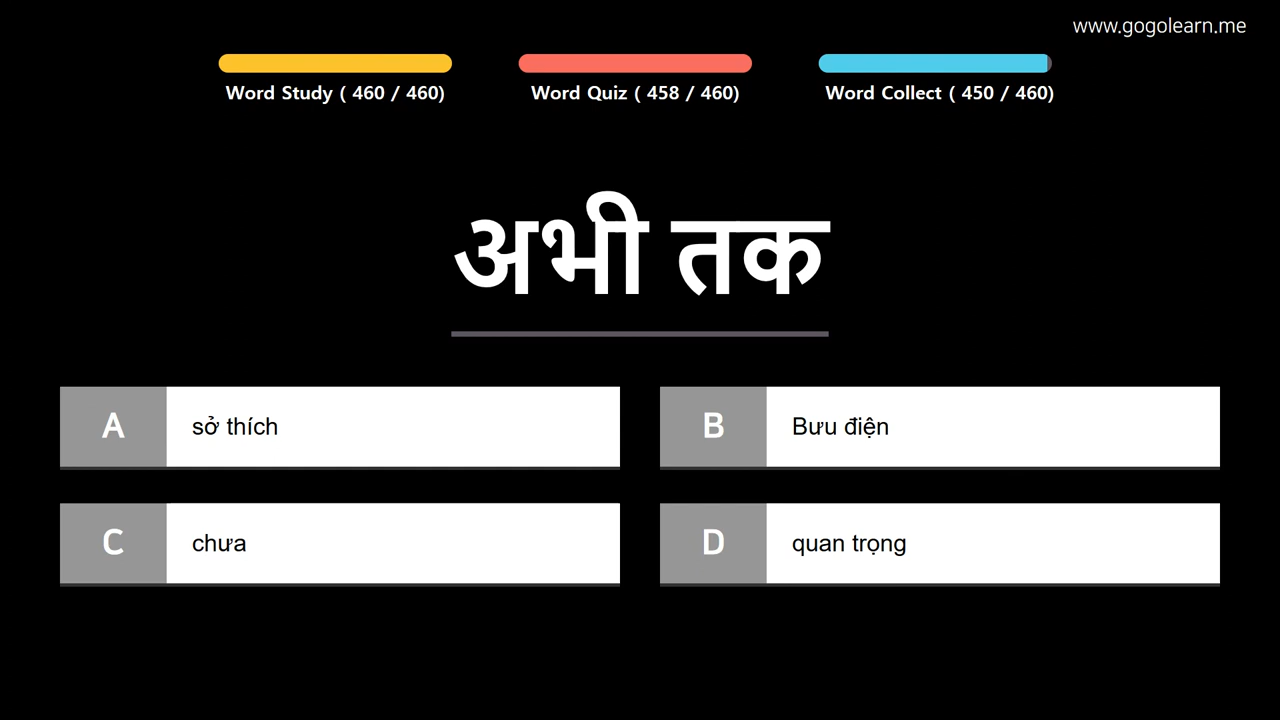 www.gogolearn.me
Word Study ( 460 / 460)
Word Quiz ( 458 / 460)
Word Collect ( 450 / 460)
अभी तक
A sở thích
B Bưu điện
C chưa
D quan trọng